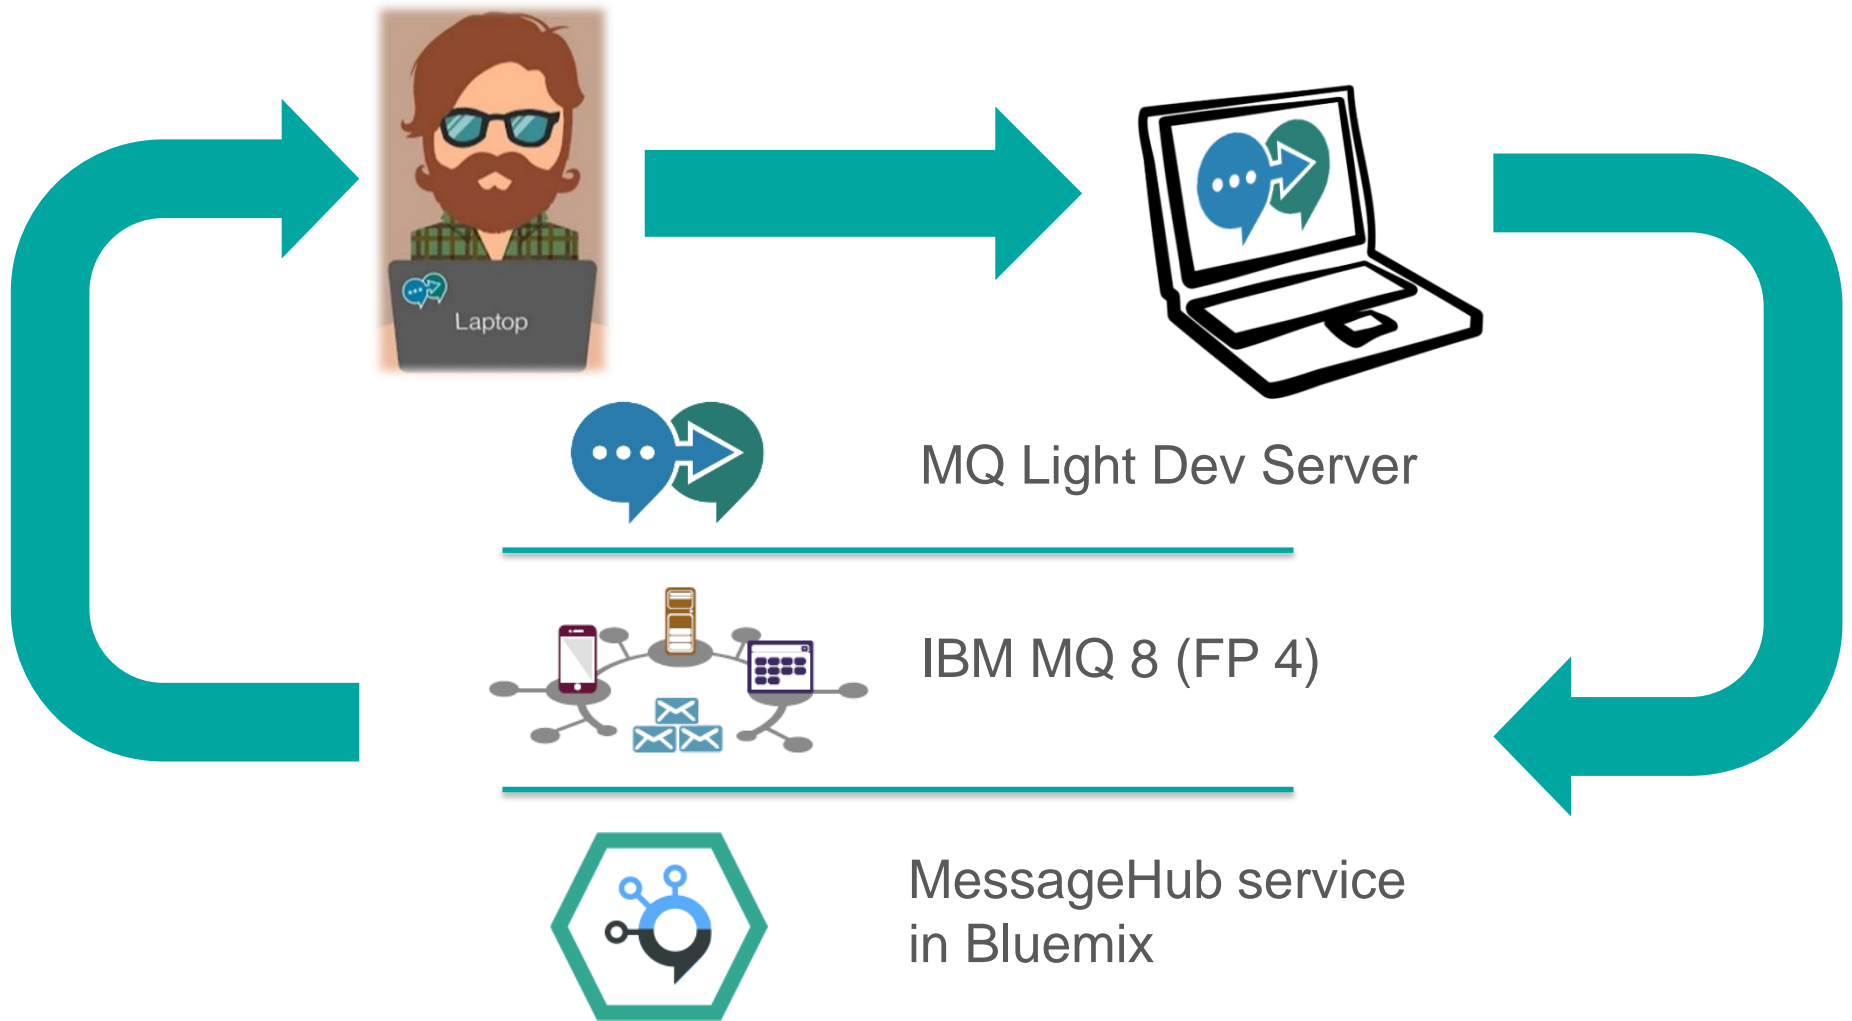 Laptop
MQ Light Dev Server
IBM MQ 8 (FP 4)
MessageHub service
in Bluemix